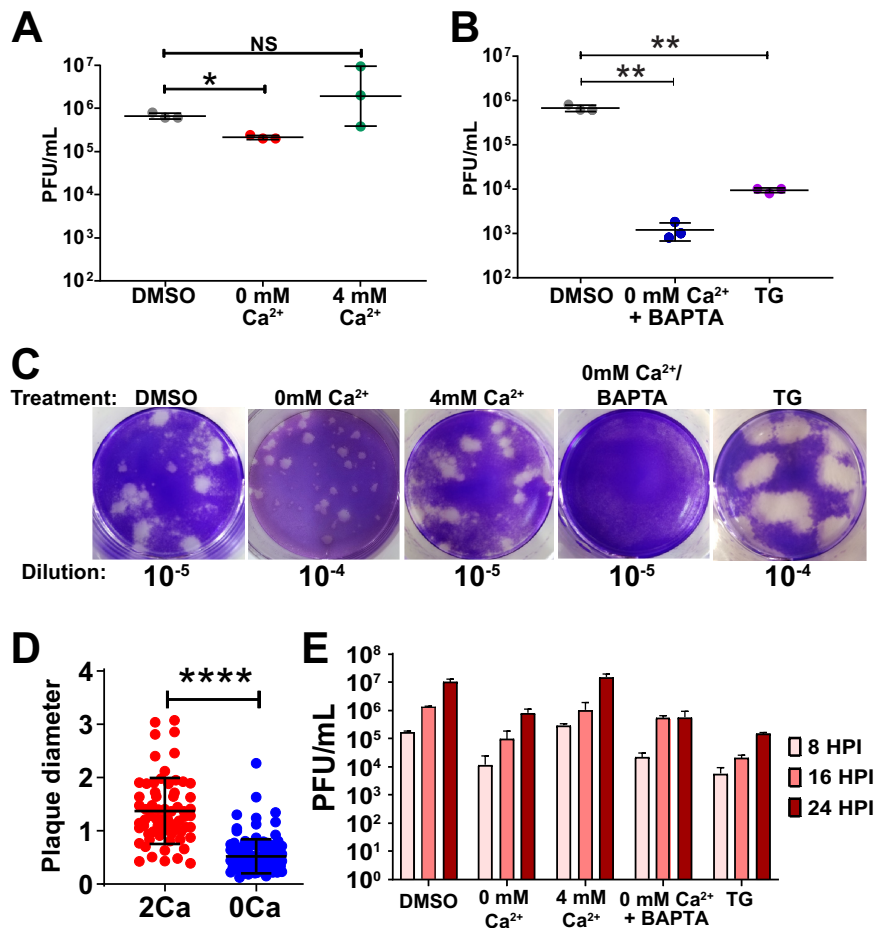 A
NS
*
PFU/mL
10⁷
10⁶
10⁵
10⁴
10³
10²
DMSO
0 mM Ca²⁺
4 mM Ca²⁺
B
**
**
PFU/mL
10⁷
10⁶
10⁵
10⁴
10³
10²
DMSO
0 mM Ca²⁺
+ BAPTA
TG
C
Treatment: DMSO 0mM Ca²⁺ 4mM Ca²⁺ 0mM Ca²⁺/ BAPTA TG
Dilution: 10⁻⁵ 10⁻⁴ 10⁻⁵ 10⁻⁵ 10⁻⁴
D
****
Plaque diameter
4
3
2
1
0
2Ca 0Ca
E
PFU/mL
10⁸
10⁷
10⁶
10⁵
10⁴
10³
10²
10¹
10⁰
DMSO
0 mM
Ca²⁺
4 mM
Ca²⁺
0 mM Ca²⁺
+ BAPTA
TG
8 HPI
16 HPI
24 HPI